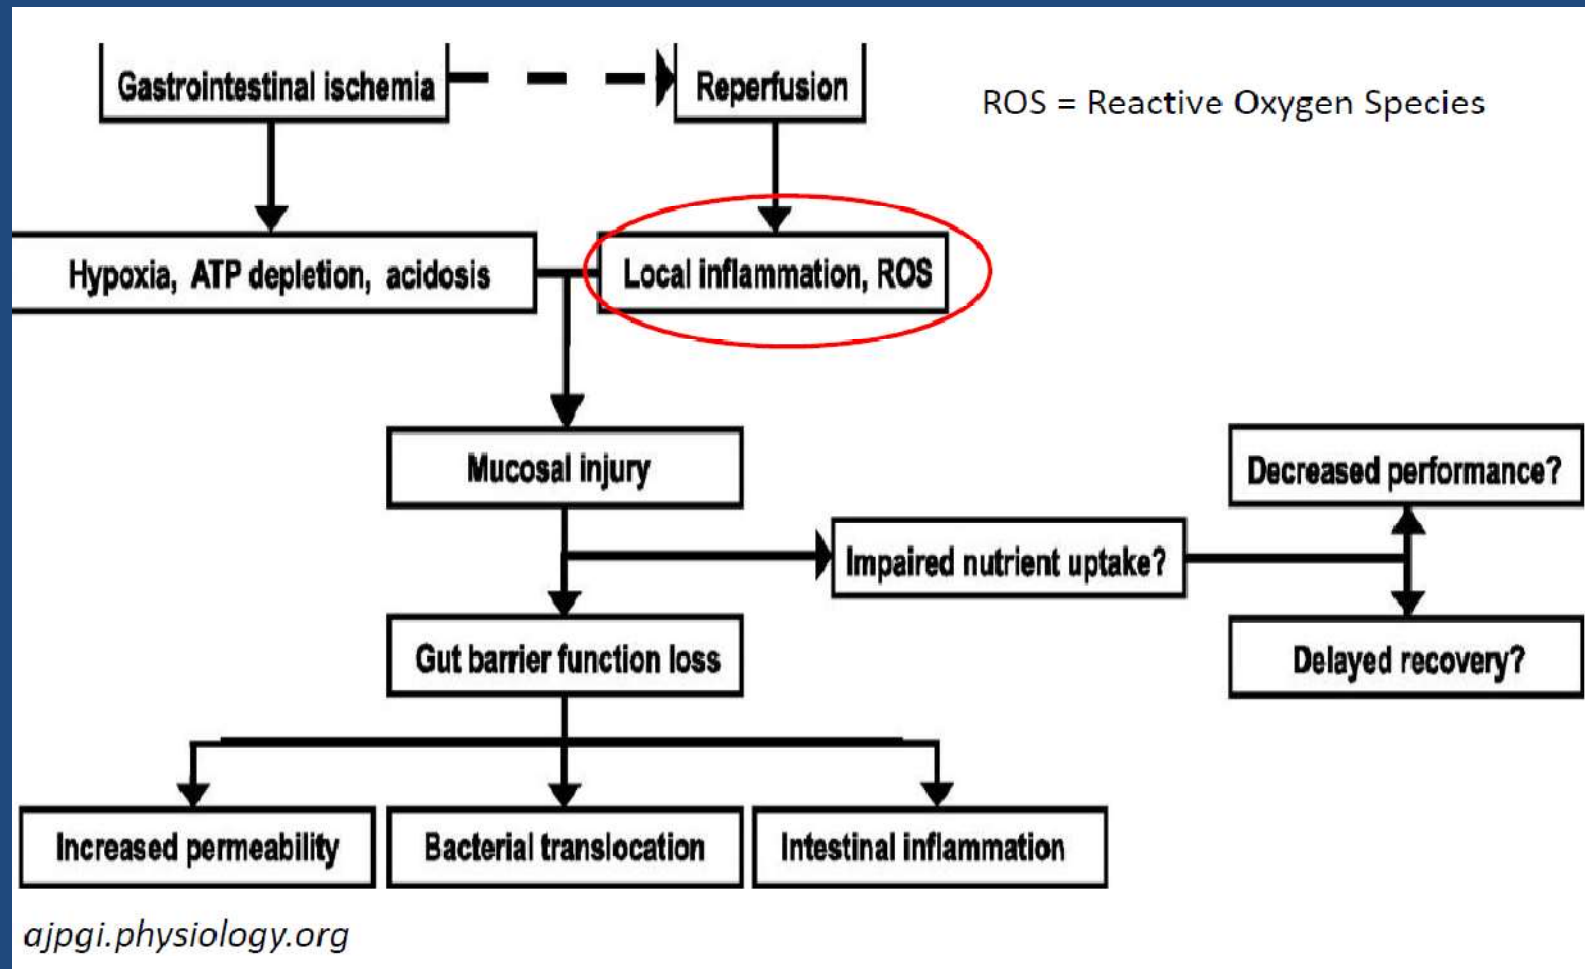 Gastrointestinal ischemia
Reperfusion
ROS = Reactive Oxygen Species
Hypoxia, ATP depletion, acidosis
Local inflammation, ROS
Mucosal injury
Decreased performance?
Impaired nutrient uptake?
Gut barrier function loss
Delayed recovery?
Increased permeability
Bacterial translocation
Intestinal inflammation
ajpgi.physiology.org